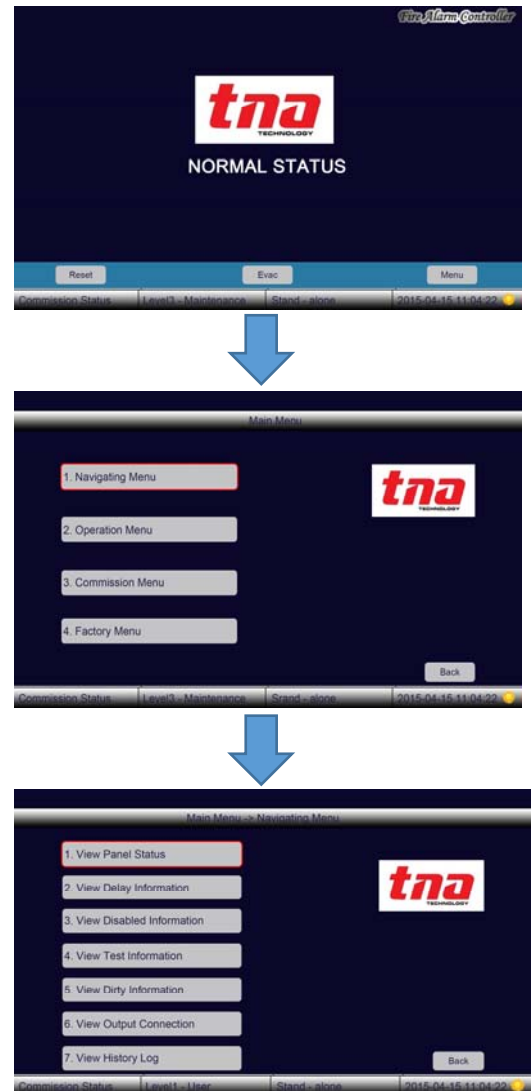 Fire Alarm Controller
tna
TECHNOLOGY
NORMAL STATUS
Reset Evac Menu
Commission Status Level3 - Maintenance Stand - alone 2015-04-15 11:04:22
Main Menu
1. Navigating Menu
tna
TECHNOLOGY
2. Operation Menu
3. Commission Menu
4. Factory Menu
Back
Commission Status Level3 - Maintenance Srand - alone 2015-04-15 11:04:22
Main Menu -> Navigating Menu
1. View Panel Status
2. View Delay Information
tna
TECHNOLOGY
3. View Disabled Information
4. View Test Information
5. View Dirty Information
6. View Output Connection
7. View History Log
Back
Commission Status Level1 - User Stand - alone 2015-04-15 11:04:22